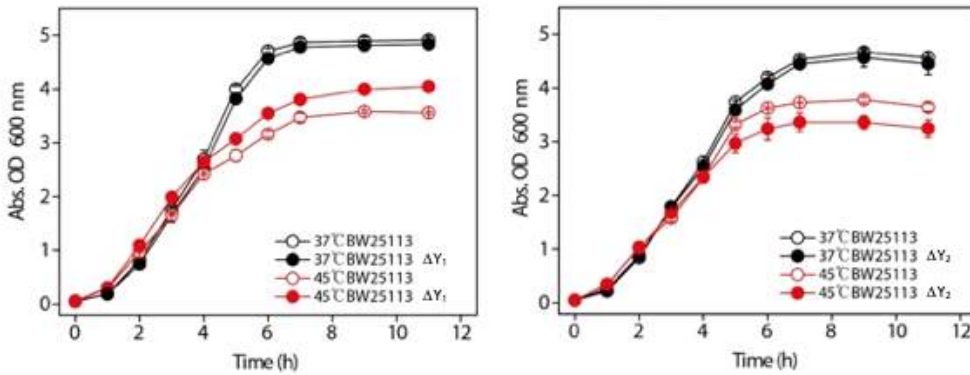 5
4
3
2
1
0
Abs. OD 600 nm
37℃BW25113
37℃BW25113 ΔY₁
45℃BW25113
45℃BW25113 ΔY₁
0 2 4 6 8 10 12
Time (h)
5
4
3
2
1
0
Abs. OD 600 nm
37℃BW25113
37℃BW25113 ΔY₂
45℃BW25113
45℃BW25113 ΔY₂
0 2 4 6 8 10 12
Time (h)